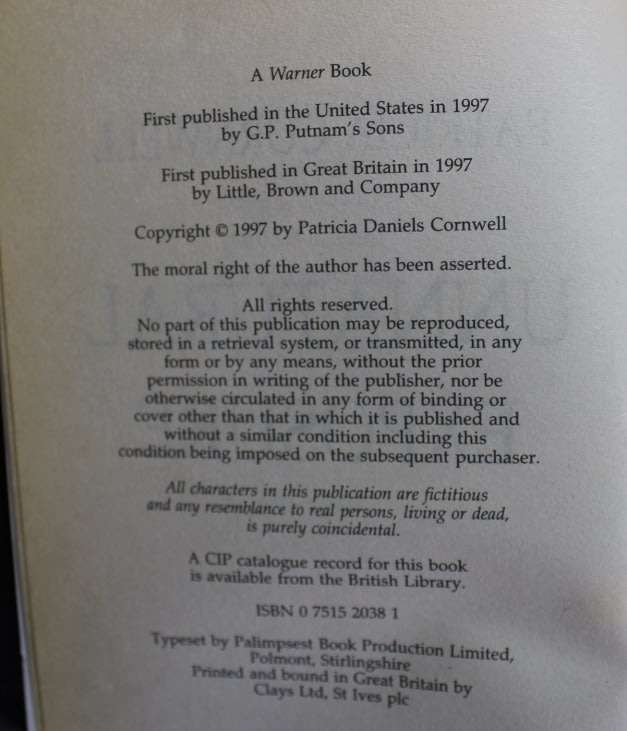 A Warner Book
First published in the United States in 1997
by G.P. Putnam's Sons
First published in Great Britain in 1997
by Little, Brown and Company
Copyright © 1997 by Patricia Daniels Cornwell
The moral right of the author has been asserted.
All rights reserved.
No part of this publication may be reproduced,
stored in a retrieval system, or transmitted, in any
form or by any means, without the prior
permission in writing of the publisher, nor be
otherwise circulated in any form of binding or
cover other than that in which it is published and
without a similar condition including this
condition being imposed on the subsequent purchaser.
All characters in this publication are fictitious
and any resemblance to real persons, living or dead,
is purely coincidental.
A CIP catalogue record for this book
is available from the British Library.
ISBN 0 7515 2038 1
Typeset by Palimpsest Book Production Limited,
Polmont, Stirlingshire
Printed and bound in Great Britain by
Clays Ltd, St Ives plc